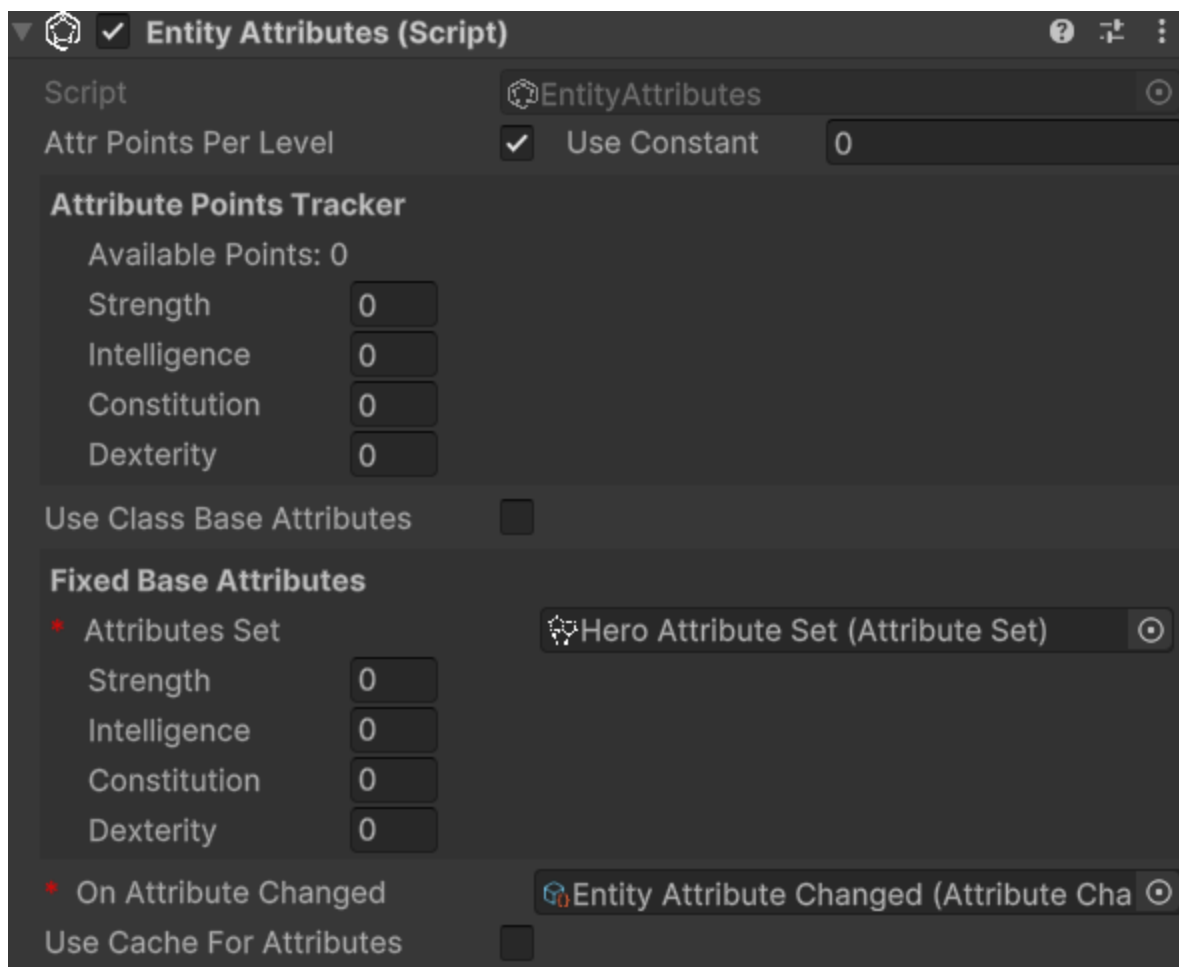 Entity Attributes (Script)
Script EntityAttributes
Attr Points Per Level Use Constant 0
Attribute Points Tracker
Available Points: 0
Strength 0
Intelligence 0
Constitution 0
Dexterity 0
Use Class Base Attributes
Fixed Base Attributes
* Attributes Set Hero Attribute Set (Attribute Set)
Strength 0
Intelligence 0
Constitution 0
Dexterity 0
* On Attribute Changed Entity Attribute Changed (Attribute Cha
Use Cache For Attributes